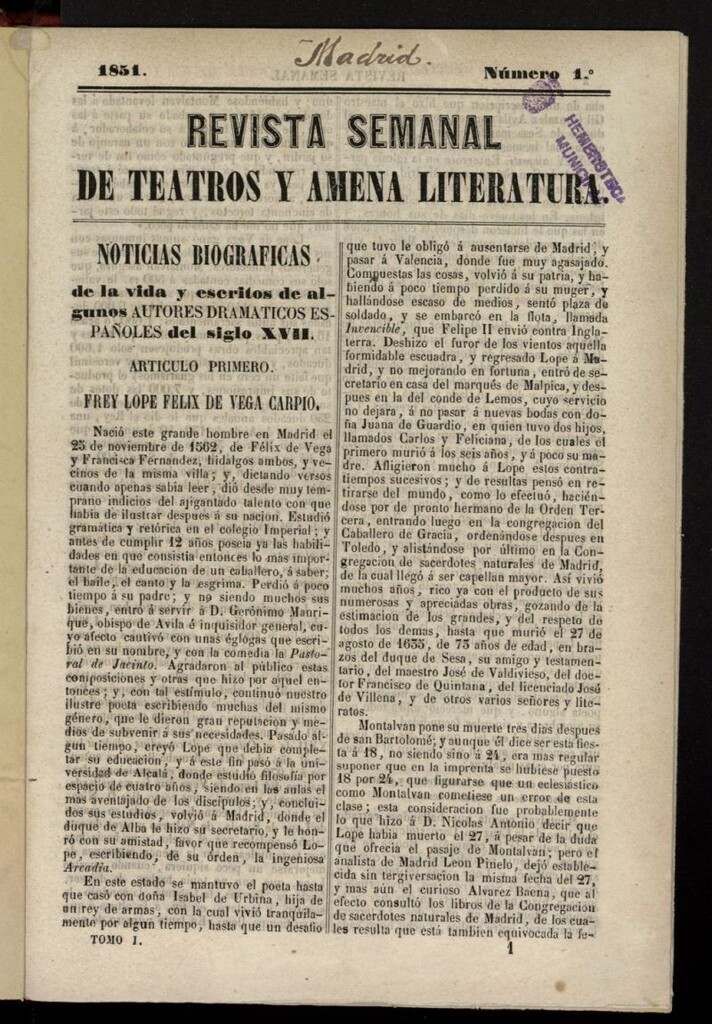 Madrid.
1851.
Número 1.º
HEMEROTECA
MUNICIPAL
REVISTA SEMANAL
DE TEATROS Y AMENA LITERATURA.
NOTICIAS BIOGRAFICAS
de la vida y escritos de al-
gunos AUTORES DRAMATICOS ES-
PAÑOLES del siglo XVII.
ARTICULO PRIMERO.
FREY LOPE FELIX DE VEGA CARPIO.
Nació este grande hombre en Madrid el
25 de noviembre de 1562, de Félix de Vega
y Francisca Fernandez, hidalgos ambos, y ve-
cinos de la misma villa; y, dictando versos
cuando apenas sabia leer, dió desde muy tem-
prano indicios del ajigantado talento con que
habia de ilustrar despues á su nacion. Estudió
gramática y retórica en el colegio Imperial; y
antes de cumplir 12 años poseia ya las habili-
dades en que consistia entonces lo mas impor-
tante de la educacion de un caballero, á saber;
el baile, el canto y la esgrima. Perdió á poco
tiempo á su padre; y no siendo muchos sus
bienes, entró á servir á D. Gerónimo Manri-
que, obispo de Avila é inquisidor general, cu-
yo afecto cautivó con unas églogas que escri-
bió en su nombre, y con la comedia la Pasto-
ral de Jacinto. Agradaron al público estas
composiciones y otras que hizo por aquel en-
tonces; y, con tal estímulo, continuó nuestro
ilustre poeta escribiendo muchas del mismo
género, que le dieron gran reputacion y me-
dios de subvenir á sus necesidades. Pasado al-
gun tiempo, creyó Lope que debia comple-
tar su educacion, y á este fin pasó á la uni-
versidad de Alcalá, donde estudió filosofía por
espacio de cuatro años, siendo en las aulas el
mas aventajado de los discípulos; y, conclui-
dos sus estudios, volvió á Madrid, donde el
duque de Alba le hizo su secretario, y le hon-
ró con su amistad, favor que recompensó Lo-
pe, escribiendo, de su órden, la ingeniosa
Arcadia.
En este estado se mantuvo el poeta hasta
que casó con doña Isabel de Urbina, hija de
un rey de armas, con la cual vivió tranquila-
mente por algun tiempo, hasta que un desafio
TOMO I.
que tuvo le obligó á ausentarse de Madrid, y
pasar á Valencia, donde fue muy agasajado.
Compuestas las cosas, volvió á su patria, y ha-
biendo á poco tiempo perdido á su muger, y
hallándose escaso de medios, sentó plaza de
soldado, y se embarcó en la flota, llamada
Invencible, que Felipe II envió contra Ingla-
terra. Deshizo el furor de los vientos aquella
formidable escuadra, y regresado Lope á Ma-
drid, y no mejorando en fortuna, entró de se-
cretario en casa del marqués de Malpica, y des-
pues en la del conde de Lemos, cuyo servicio
no dejara, á no pasar á nuevas bodas con do-
ña Juana de Guardio, en quien tuvo dos hijos,
llamados Carlos y Feliciana, de los cuales el
primero murió á los seis años, y á poco su ma-
dre. Afligieron mucho á Lope estos contra-
tiempos sucesivos; y de resultas pensó en re-
tirarse del mundo, como lo efectuó, hacién-
dose por de pronto hermano de la Orden Ter-
cera, entrando luego en la congregacion del
Caballero de Gracia, ordenándose despues en
Toledo, y alistándose por último en la Con-
gregacion de sacerdotes naturales de Madrid,
de la cual llegó á ser capellan mayor. Así vivió
muchos años, rico ya con el producto de sus
numerosas y apreciadas obras, gozando de la
estimacion de los grandes, y del respeto de
todos los demas, hasta que murió el 27 de
agosto de 1635, de 73 años de edad, en bra-
zos del duque de Sesa, su amigo y testamen-
tario, del maestro José de Valdivieso, del doc-
tor Francisco de Quintana, del licenciado José
de Villena, y de otros varios señores y lite-
ratos.
Montalvan pone su muerte tres dias despues
de san Bartolomé; y aunque él dice ser esta fies-
ta á 18, no siendo sino á 24, era mas regular
suponer que en la imprenta se hubiese puesto
18 por 24, que figurarse que un eclesiástico
como Montalvan cometiese un error de esta
clase; esta consideracion fue probablemente
lo que hizo á D. Nicolas Antonio decir que
Lope habia muerto el 27, á pesar de la duda
que ofrecia el pasaje de Montalvan; pero el
analista de Madrid Leon Pinelo, dejó estable-
cida sin tergiversacion la misma fecha del 27,
y mas aun el curioso Alvarez Baena, que al
efecto consultó los libros de la Congregacion
de sacerdotes naturales de Madrid, de los cua-
les resulta que está tambien equivocada la fe-
1